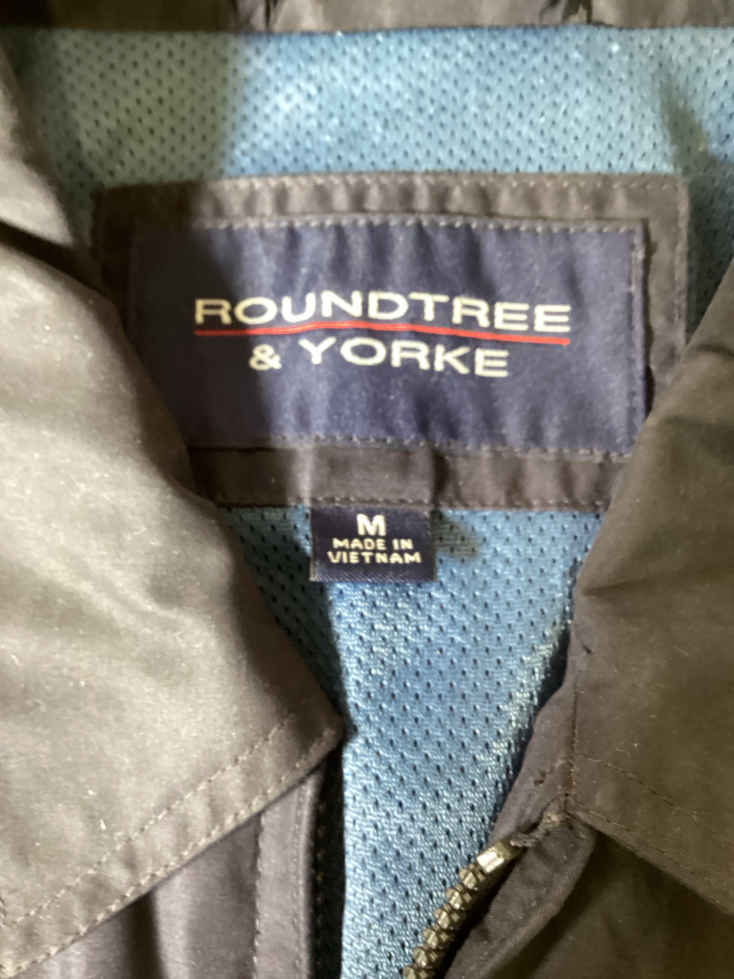 ROUNDTREE
& YORKE
M
MADE IN
VIETNAM